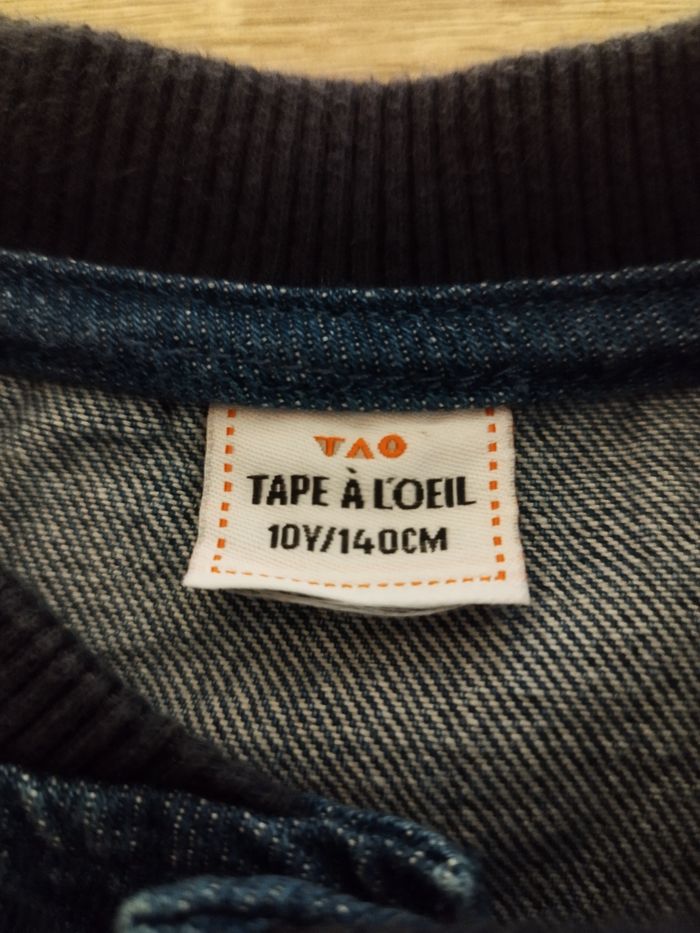 TAO
TAPE À L'OEIL
10Y/140CM